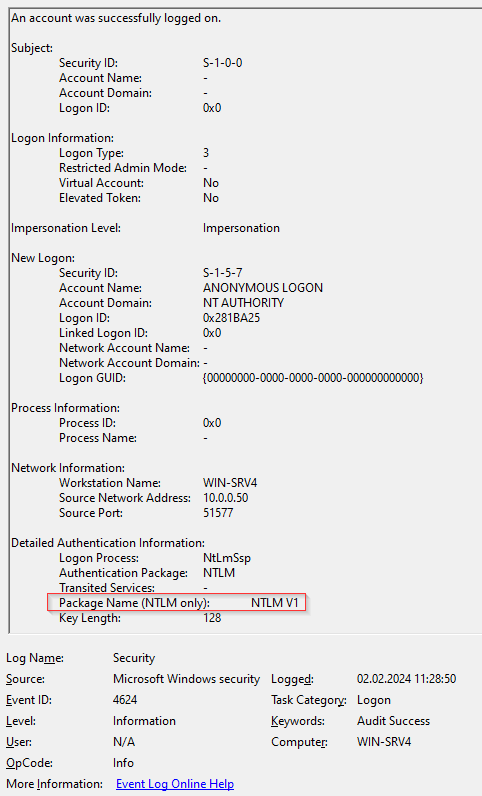 An account was successfully logged on.
Subject:
Security ID: S-1-0-0
Account Name: -
Account Domain: -
Logon ID: 0x0
Logon Information:
Logon Type: 3
Restricted Admin Mode: -
Virtual Account: No
Elevated Token: No
Impersonation Level: Impersonation
New Logon:
Security ID: S-1-5-7
Account Name: ANONYMOUS LOGON
Account Domain: NT AUTHORITY
Logon ID: 0x281BA25
Linked Logon ID: 0x0
Network Account Name: -
Network Account Domain: -
Logon GUID: {00000000-0000-0000-0000-000000000000}
Process Information:
Process ID: 0x0
Process Name: -
Network Information:
Workstation Name: WIN-SRV4
Source Network Address: 10.0.0.50
Source Port: 51577
Detailed Authentication Information:
Logon Process: NtLmSsp
Authentication Package: NTLM
Transited Services: -
Package Name (NTLM only): NTLM V1
Key Length: 128
Log Name: Security
Source: Microsoft Windows security Logged: 02.02.2024 11:28:50
Event ID: 4624 Task Category: Logon
Level: Information Keywords: Audit Success
User: N/A Computer: WIN-SRV4
OpCode: Info
More Information: Event Log Online Help